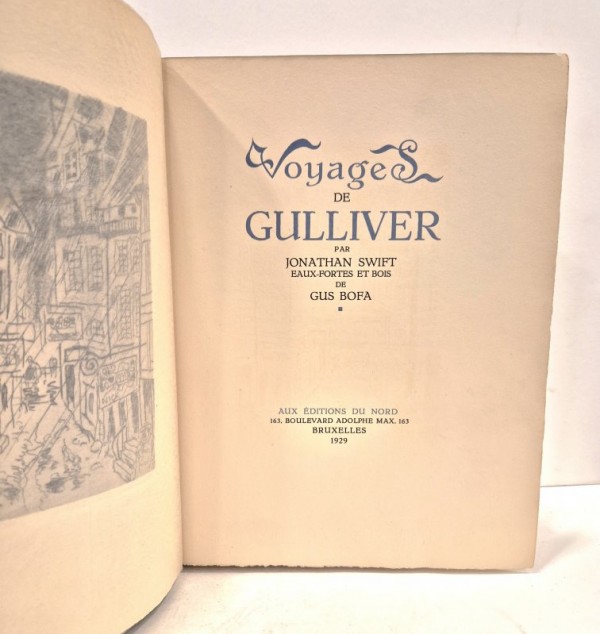 VoyageS
DE
GULLIVER
PAR
JONATHAN SWIFT
EAUX-FORTES ET BOIS
DE
GUS BOFA
AUX ÉDITIONS DU NORD
163, BOULEVARD ADOLPHE MAX, 163
BRUXELLES
1929